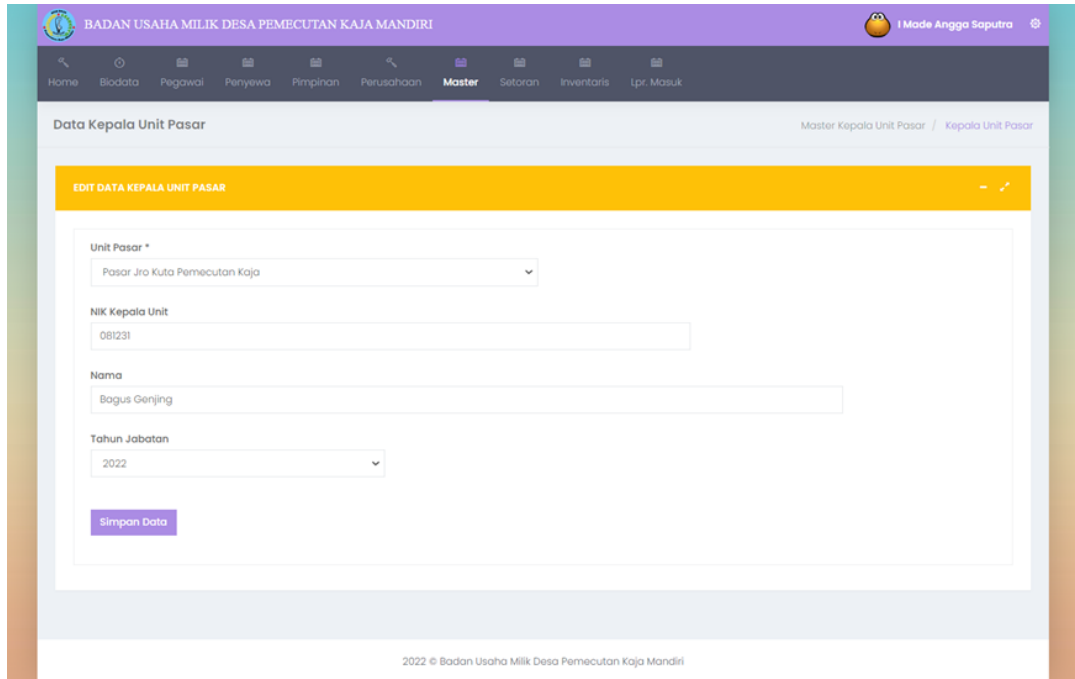 BADAN USAHA MILIK DESA PEMECUTAN KAJA MANDIRI
I Made Angga Saputra
Home Biodata Pegawai Penyewa Pimpinan Perusahaan Master Setoran Inventaris Lpr. Masuk
Data Kepala Unit Pasar
Master Kepala Unit Pasar / Kepala Unit Pasar
EDIT DATA KEPALA UNIT PASAR
Unit Pasar *
Pasar Jro Kuta Pemecutan Kaja
NIK Kepala Unit
081231
Nama
Bagus Genjing
Tahun Jabatan
2022
Simpan Data
2022 © Badan Usaha Milik Desa Pemecutan Kaja Mandiri